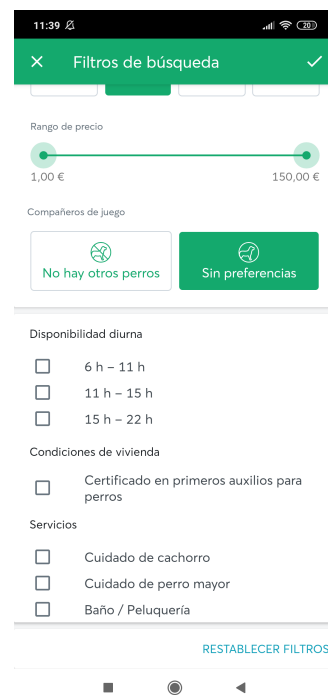 11:39
20
Filtros de búsqueda
Rango de precio
1,00 €
150,00 €
Compañeros de juego
No hay otros perros
Sin preferencias
Disponibilidad diurna
6 h – 11 h
11 h – 15 h
15 h – 22 h
Condiciones de vivienda
Certificado en primeros auxilios para
perros
Servicios
Cuidado de cachorro
Cuidado de perro mayor
Baño / Peluquería
RESTABLECER FILTROS